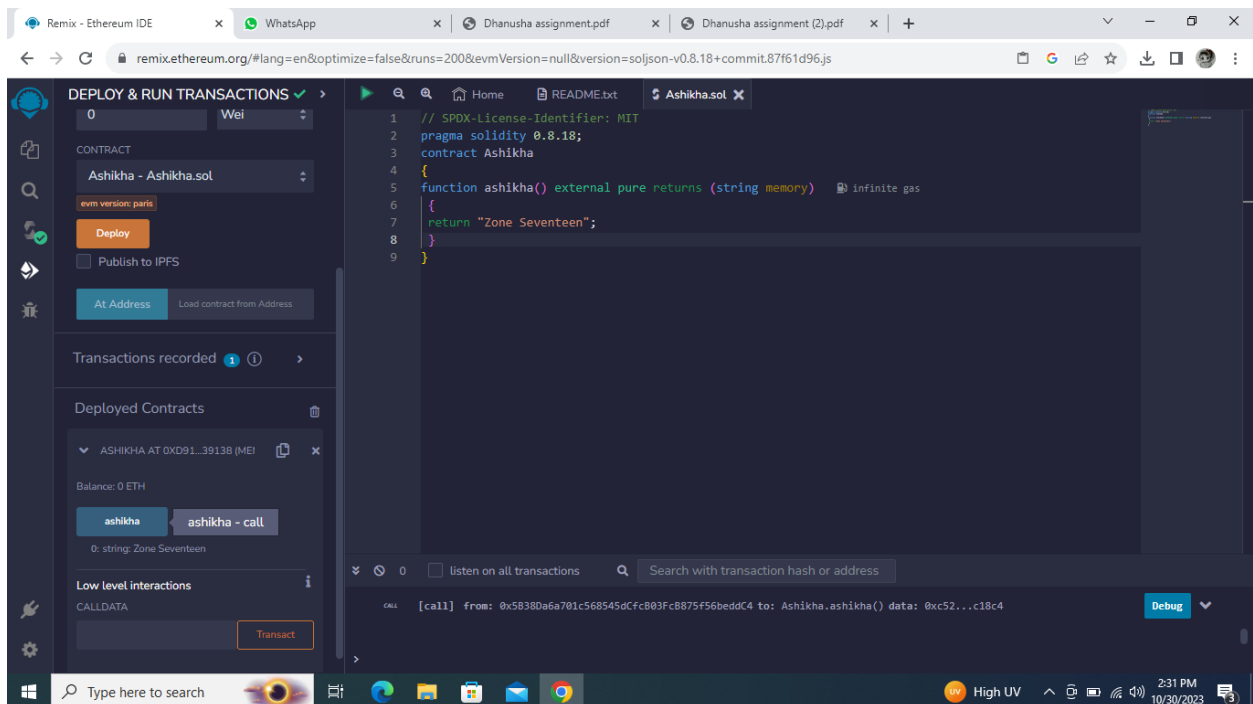 Remix - Ethereum IDE
WhatsApp
Dhanusha assignment.pdf
Dhanusha assignment (2).pdf
remix.ethereum.org/#lang=en&optimize=false&runs=200&evmVersion=null&version=soljson-v0.8.18+commit.87f61d96.js
DEPLOY & RUN TRANSACTIONS
0 Wei
CONTRACT
Ashikha - Ashikha.sol
evm version: paris
Deploy
Publish to IPFS
At Address Load contract from Address
Transactions recorded 1
Deployed Contracts
ASHIKHA AT 0XD91...39138 (MEI
Balance: 0 ETH
ashikha ashikha - call
0: string: Zone Seventeen
Low level interactions
CALLDATA
Transact
Home README.txt Ashikha.sol
1 // SPDX-License-Identifier: MIT
2 pragma solidity 0.8.18;
3 contract Ashikha
4 {
5 function ashikha() external pure returns (string memory) infinite gas
6 {
7 return "Zone Seventeen";
8 }
9 }
0 listen on all transactions Search with transaction hash or address
CALL [call] from: 0x5B38Da6a701c568545dCfcB03FcB875f56beddC4 to: Ashikha.ashikha() data: 0xc52...c18c4 Debug
>
Type here to search
UV High UV
2:31 PM
10/30/2023
3